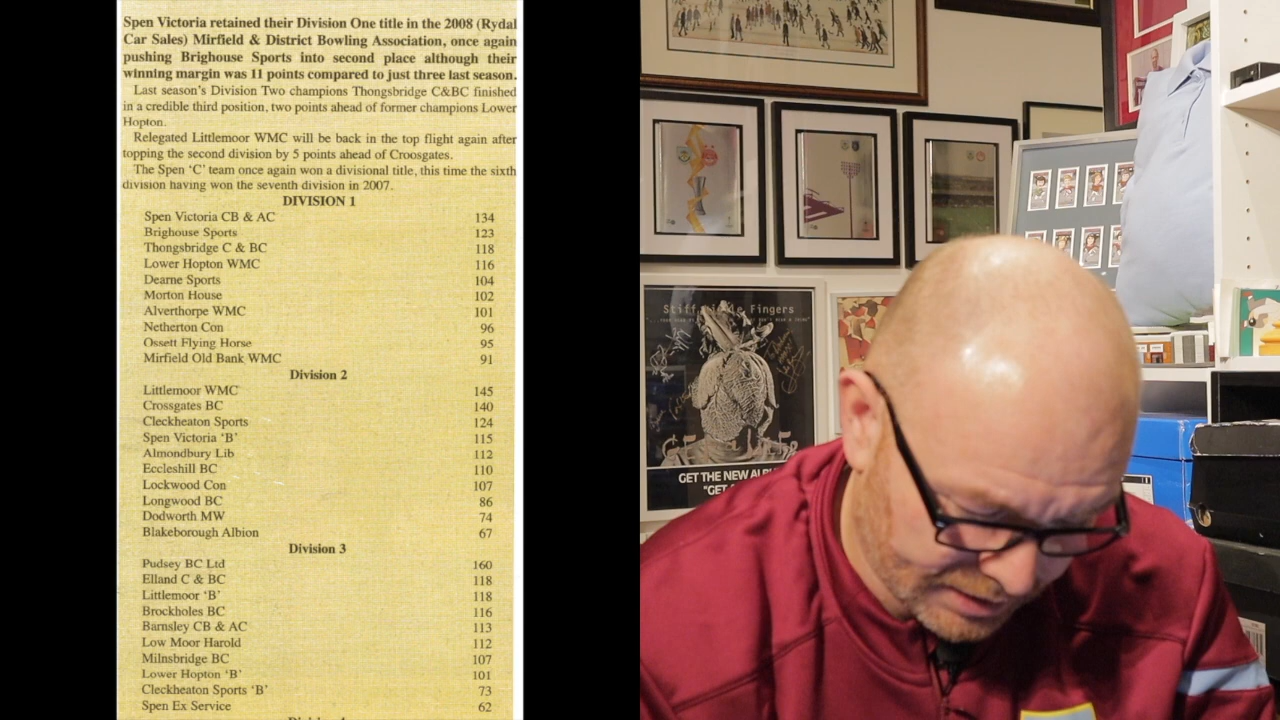 Spen Victoria retained their Division One title in the 2008 (Rydal
Car Sales) Mirfield & District Bowling Association, once again
pushing Brighouse Sports into second place although their
winning margin was 11 points compared to just three last season.
Last season's Division Two champions Thongsbridge C&BC finished
in a credible third position, two points ahead of former champions Lower
Hopton.
Relegated Littlemoor WMC will be back in the top flight again after
topping the second division by 5 points ahead of Croosgates.
The Spen 'C' team once again won a divisional title, this time the sixth
division having won the seventh division in 2007.
DIVISION 1
Spen Victoria CB & AC 134
Brighouse Sports 123
Thongsbridge C & BC 118
Lower Hopton WMC 116
Dearne Sports 104
Morton House 102
Alverthorpe WMC 101
Netherton Con 96
Ossett Flying Horse 95
Mirfield Old Bank WMC 91
Division 2
Littlemoor WMC 145
Crossgates BC 140
Cleckheaton Sports 124
Spen Victoria 'B' 115
Almondbury Lib 112
Eccleshill BC 110
Lockwood Con 107
Longwood BC 86
Dodworth MW 74
Blakeborough Albion 67
Division 3
Pudsey BC Ltd 160
Elland C & BC 118
Littlemoor 'B' 118
Brockholes BC 116
Barnsley CB & AC 113
Low Moor Harold 112
Milnsbridge BC 107
Lower Hopton 'B' 101
Cleckheaton Sports 'B' 73
Spen Ex Service 62
Stiff Fingers
GET THE NEW
"GET